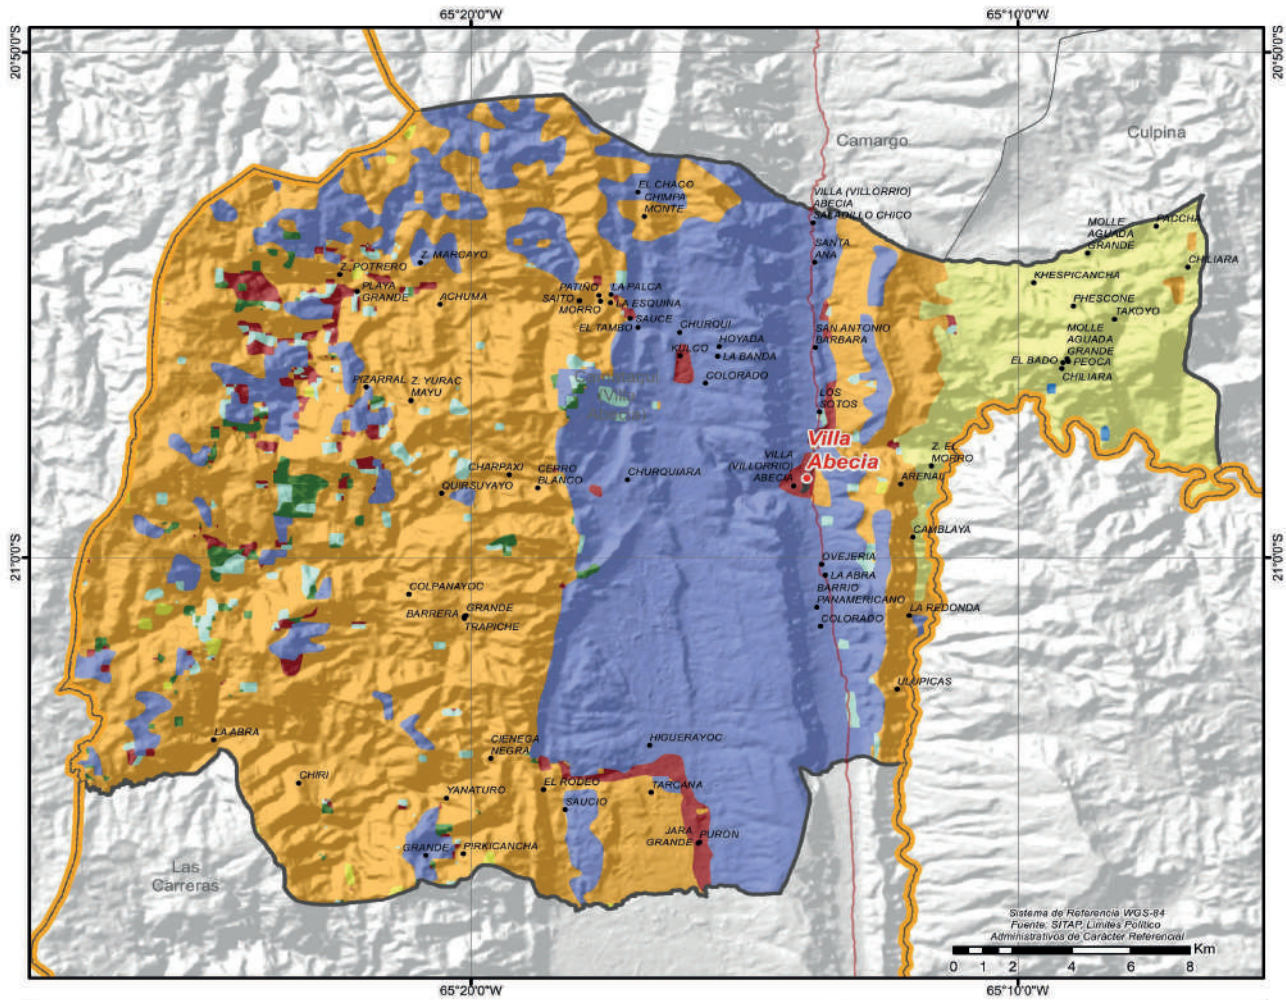 65°20'0"W
65°10'0"W
20°50'0"S
20°50'0"S
Camargo
Culpina
EL CHACO
CHIMPA
MONTE
VILLA (VILLORRIO)
ABECIA
SALADILLO CHICO
SANTA
ANA
MOLLE
AGUADA
GRANDE
PACCHA
CHILIARA
KHESPICANCHA
PHESCONE
TAKOYO
MOLLE
AGUADA
GRANDE
EL BADO
PEOCA
CHILIARA
Z. MARCAYO
Z. POTRERO
PLAYA
GRANDE
ACHUMA
PATIÑO
LA PALCA
SAITO
MORRO
LA ESQUINA
SAUCE
EL TAMBO
CHURQUI
HOYADA
KULCO
LA BANDA
COLORADO
SAN ANTONIO
BARBARA
LOS
SOTOS
PIZARRAL
Z. YURAC
MAYU
Villa
Abecia
VILLA
(VILLORRIO)
ABECIA
Z. EL
MORRO
ARENAL
CHARPAXI
CERRO
BLANCO
QUIRSUYAYO
CHURQUIARA
CAMBLAYA
21°0'0"S
21°0'0"S
OVEJERIA
LA ABRA
BARRIO
PANAMERICANO
COLORADO
LA REDONDA
COLPANAYOC
BARRERA
GRANDE
TRAPICHE
ULUPICAS
LA ABRA
CIENEGA
NEGRA
HIGUERAYOC
CHIRI
YANATURO
EL RODEO
SAUCIO
TARCANA
JARA
GRANDE
PURON
GRANDE
PIRKICANCHA
Las
Carreras
Sistema de Referencia WGS-84
Fuente: SITAP, Limites Político
Administrativos de Carácter Referencial
Km
0 1 2 4 6 8
65°20'0"W
65°10'0"W